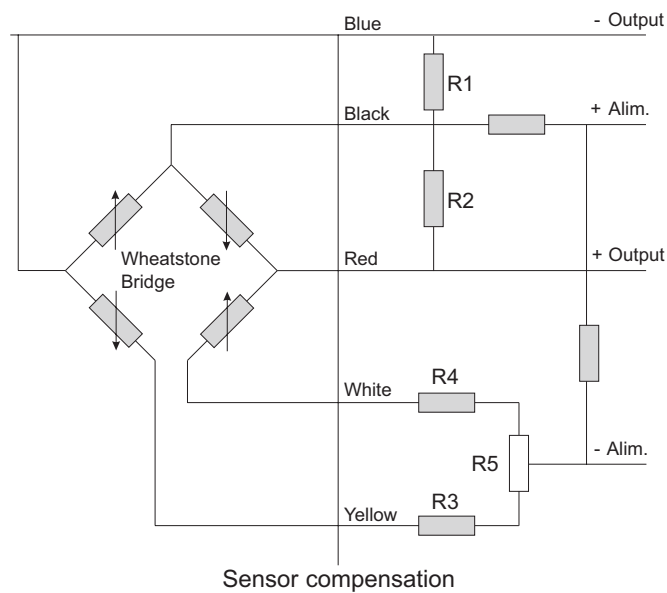 Blue
- Output
R1
Black
+ Alim.
R2
Wheatstone
Bridge
Red
+ Output
White
R4
R5
- Alim.
R3
Yellow
Sensor compensation